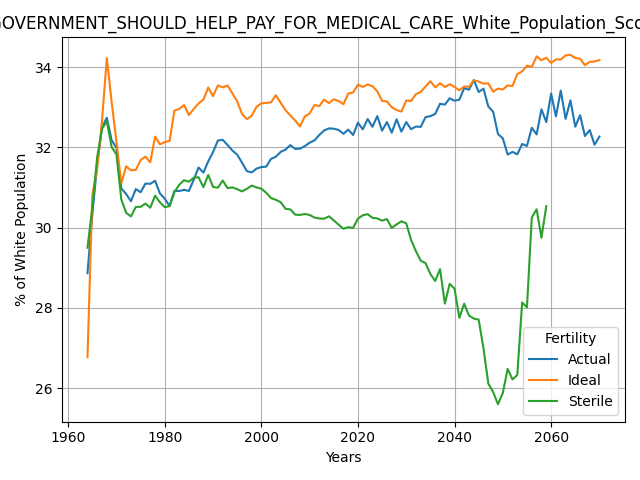 GOVERNMENT_SHOULD_HELP_PAY_FOR_MEDICAL_CARE_White_Population_Sco
34
32
30
28
26
% of White Population
1960
1980
2000
2020
2040
2060
Years
Fertility
Actual
Ideal
Sterile